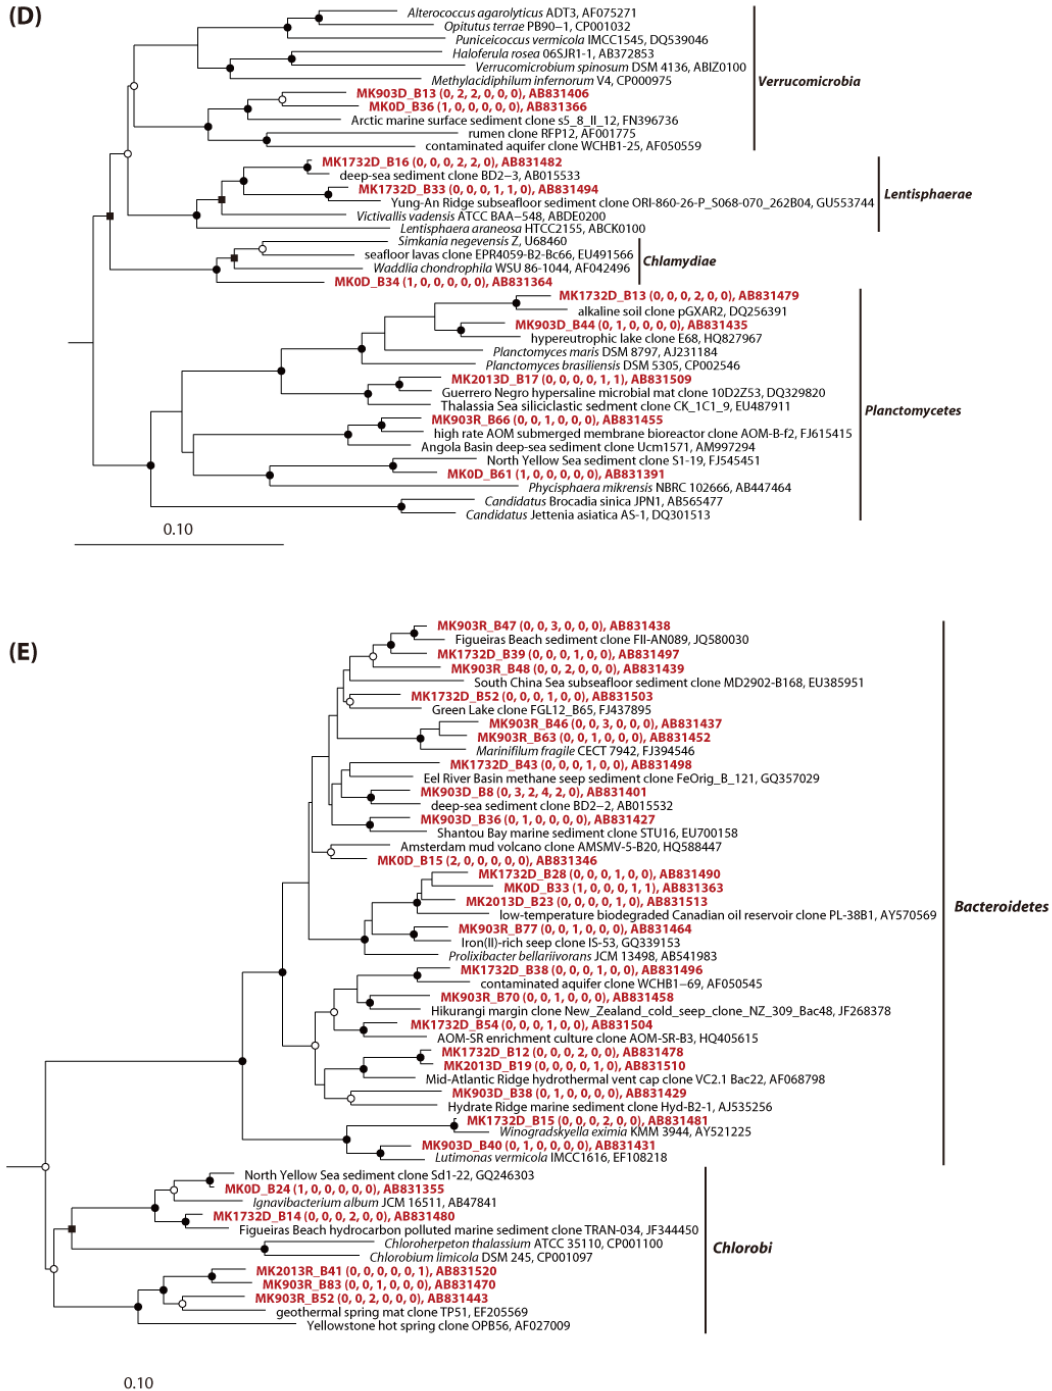 (D)
Alterococcus agarolyticus ADT3, AF075271
Opitutus terrae PB90−1, CP001032
Puniceicoccus vermicola IMCC1545, DQ539046
Haloferula rosea 06SJR1-1, AB372853
Verrucomicrobium spinosum DSM 4136, ABIZ0100
Methylacidiphilum infernorum V4, CP000975
Verrucomicrobia
MK903D_B13 (0, 2, 2, 0, 0, 0), AB831406
MK0D_B36 (1, 0, 0, 0, 0, 0), AB831366
Arctic marine surface sediment clone s5_8_II_12, FN396736
rumen clone RFP12, AF001775
contaminated aquifer clone WCHB1-25, AF050559
MK1732D_B16 (0, 0, 0, 2, 2, 0), AB831482
deep-sea sediment clone BD2−3, AB015533
MK1732D_B33 (0, 0, 0, 1, 1, 0), AB831494
Lentisphaerae
Yung-An Ridge subseafloor sediment clone ORI-860-26-P_S068-070_262B04, GU553744
Victivallis vadensis ATCC BAA−548, ABDE0200
Lentisphaera araneosa HTCC2155, ABCK0100
Simkania negevensis Z, U68460
seafloor lavas clone EPR4059-B2-Bc66, EU491566
Chlamydiae
Waddlia chondrophila WSU 86-1044, AF042496
MK0D_B34 (1, 0, 0, 0, 0, 0), AB831364
MK1732D_B13 (0, 0, 0, 2, 0, 0), AB831479
alkaline soil clone pGXAR2, DQ256391
MK903D_B44 (0, 1, 0, 0, 0, 0), AB831435
hypereutrophic lake clone E68, HQ827967
Planctomyces maris DSM 8797, AJ231184
Planctomyces brasiliensis DSM 5305, CP002546
MK2013D_B17 (0, 0, 0, 0, 1, 1), AB831509
Guerrero Negro hypersaline microbial mat clone 10D2Z53, DQ329820
Thalassia Sea siliciclastic sedment clone CK_1C1_9, EU487911
Planctomycetes
MK903R_B66 (0, 0, 1, 0, 0, 0), AB831455
high rate AOM submerged membrane bioreactor clone AOM-B-f2, FJ615415
Angola Basin deep-sea sediment clone Ucm1571, AM997294
North Yellow Sea sediment clone S1-19, FJ545451
MK0D_B61 (1, 0, 0, 0, 0, 0), AB831391
Phycisphaera mikrensis NBRC 102666, AB447464
Candidatus Brocadia sinica JPN1, AB565477
Candidatus Jettenia asiatica AS-1, DQ301513
0.10
(E)
MK903R_B47 (0, 0, 3, 0, 0, 0), AB831438
Figueiras Beach sediment clone FII-AN089, JQ580030
MK1732D_B39 (0, 0, 0, 1, 0, 0), AB831497
MK903R_B48 (0, 0, 2, 0, 0, 0), AB831439
South China Sea subseafloor sediment clone MD2902-B168, EU385951
MK1732D_B52 (0, 0, 0, 1, 0, 0), AB831503
Green Lake clone FGL12_B65, FJ437895
MK903R_B46 (0, 0, 3, 0, 0, 0), AB831437
MK903R_B63 (0, 0, 1, 0, 0, 0), AB831452
Marinifilum fragile CECT 7942, FJ394546
MK1732D_B43 (0, 0, 0, 1, 0, 0), AB831498
Eel River Basin methane seep sediment clone FeOrig_B_121, GQ357029
MK903D_B8 (0, 3, 2, 4, 2, 0), AB831401
deep-sea sediment clone BD2−2, AB015532
MK903D_B36 (0, 1, 0, 0, 0, 0), AB831427
Shantou Bay marine sediment clone STU16, EU700158
Amsterdam mud volcano clone AMSMV-5-B20, HQ588447
MK0D_B15 (2, 0, 0, 0, 0, 0), AB831346
MK1732D_B28 (0, 0, 0, 1, 0, 0), AB831490
MK0D_B33 (1, 0, 0, 0, 1, 1), AB831363
MK2013D_B23 (0, 0, 0, 0, 1, 0), AB831513
Bacteroidetes
low-temperature biodegraded Canadian oil reservoir clone PL-38B1, AY570569
MK903R_B77 (0, 0, 1, 0, 0, 0), AB831464
Iron(II)-rich seep clone IS-53, GQ339153
Prolixibacter bellariivorans JCM 13498, AB541983
MK1732D_B38 (0, 0, 0, 1, 0, 0), AB831496
contaminated aquifer clone WCHB1−69, AF050545
MK903R_B70 (0, 0, 1, 0, 0, 0), AB831458
Hikurangi margin clone New_Zealand_cold_seep_clone_NZ_309_Bac48, JF268378
MK1732D_B54 (0, 0, 0, 1, 0, 0), AB831504
AOM-SR enrichment culture clone AOM-SR-B3, HQ405615
MK1732D_B12 (0, 0, 0, 2, 0, 0), AB831478
MK2013D_B19 (0, 0, 0, 0, 1, 0), AB831510
Mid-Atlantic Ridge hydrothermal vent cap clone VC2.1 Bac22, AF068798
MK903D_B38 (0, 1, 0, 0, 0, 0), AB831429
Hydrate Ridge marine sediment clone Hyd-B2-1, AJ535256
MK1732D_B15 (0, 0, 0, 2, 0, 0), AB831481
Winogradskyella eximia KMM 3944, AY521225
MK903D_B40 (0, 1, 0, 0, 0, 0), AB831431
Lutimonas vermicola IMCC1616, EF108218
North Yellow Sea sediment clone Sd1-22, GQ246303
MK0D_B24 (1, 0, 0, 0, 0, 0), AB831355
Ignavibacterium album JCM 16511, AB47841
MK1732D_B14 (0, 0, 0, 2, 0, 0), AB831480
Figueiras Beach hydrocarbon polluted marine sediment clone TRAN-034, JF344450
Chloroherpeton thalassium ATCC 35110, CP001100
Chlorobi
Chlorobium limicola DSM 245, CP001097
MK2013R_B41 (0, 0, 0, 0, 0, 1), AB831520
MK903R_B83 (0, 0, 1, 0, 0, 0), AB831470
MK903R_B52 (0, 0, 2, 0, 0, 0), AB831443
geothermal spring mat clone TP51, EF205569
Yellowstone hot spring clone OPB56, AF027009
0.10